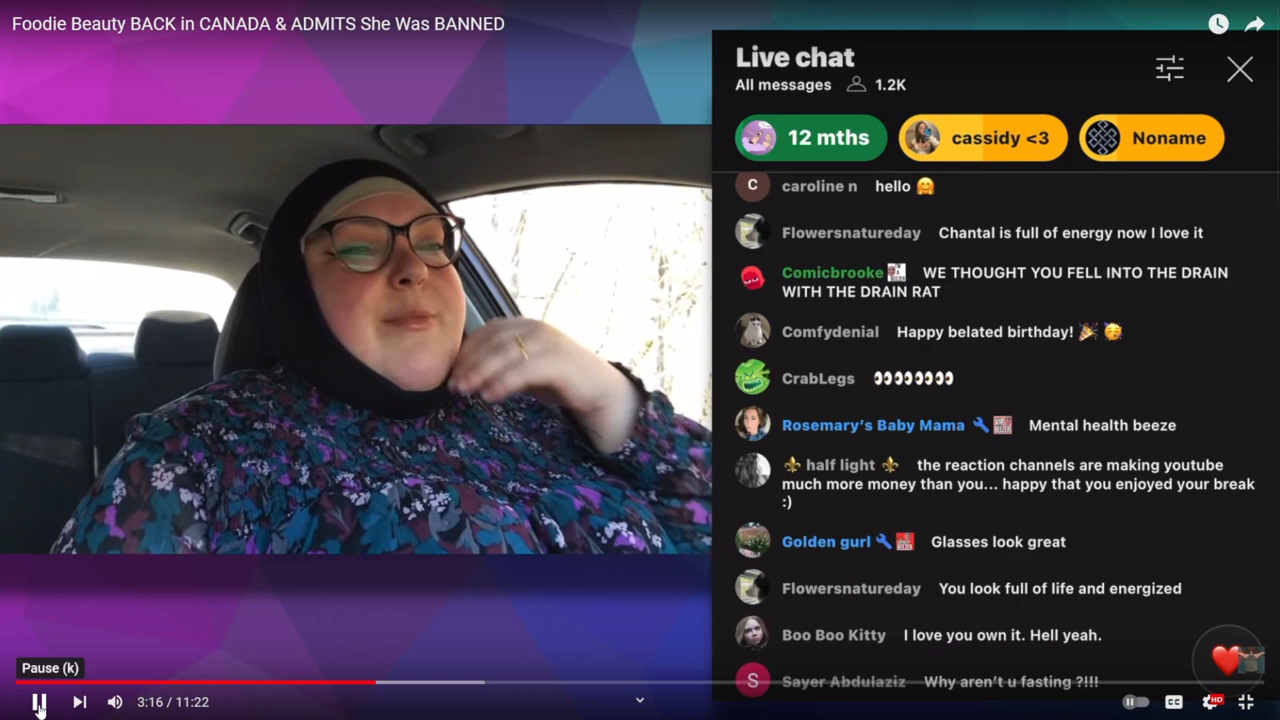 Foodie Beauty BACK in CANADA & ADMITS She Was BANNED
Live chat
All messages 1.2K
12 mths cassidy <3 Noname
C caroline n hello 🤗
Flowersnatureday Chantal is full of energy now I love it
Comicbrooke WE THOUGHT YOU FELL INTO THE DRAIN
WITH THE DRAIN RAT
Comfydenial Happy belated birthday! 🎉 🥳
CrabLegs 👀👀👀👀👀👀👀👀
Rosemary’s Baby Mama 🔧 Mental health beeze
⚜️ half light ⚜️ the reaction channels are making youtube
much more money than you... happy that you enjoyed your break
:)
Golden gurl 🔧 Glasses look great
Flowersnatureday You look full of life and energized
Boo Boo Kitty I love you own it. Hell yeah.
S Sayer Abdulaziz Why aren’t u fasting ?!!!
Pause (k)
3:16 / 11:22
CC HD